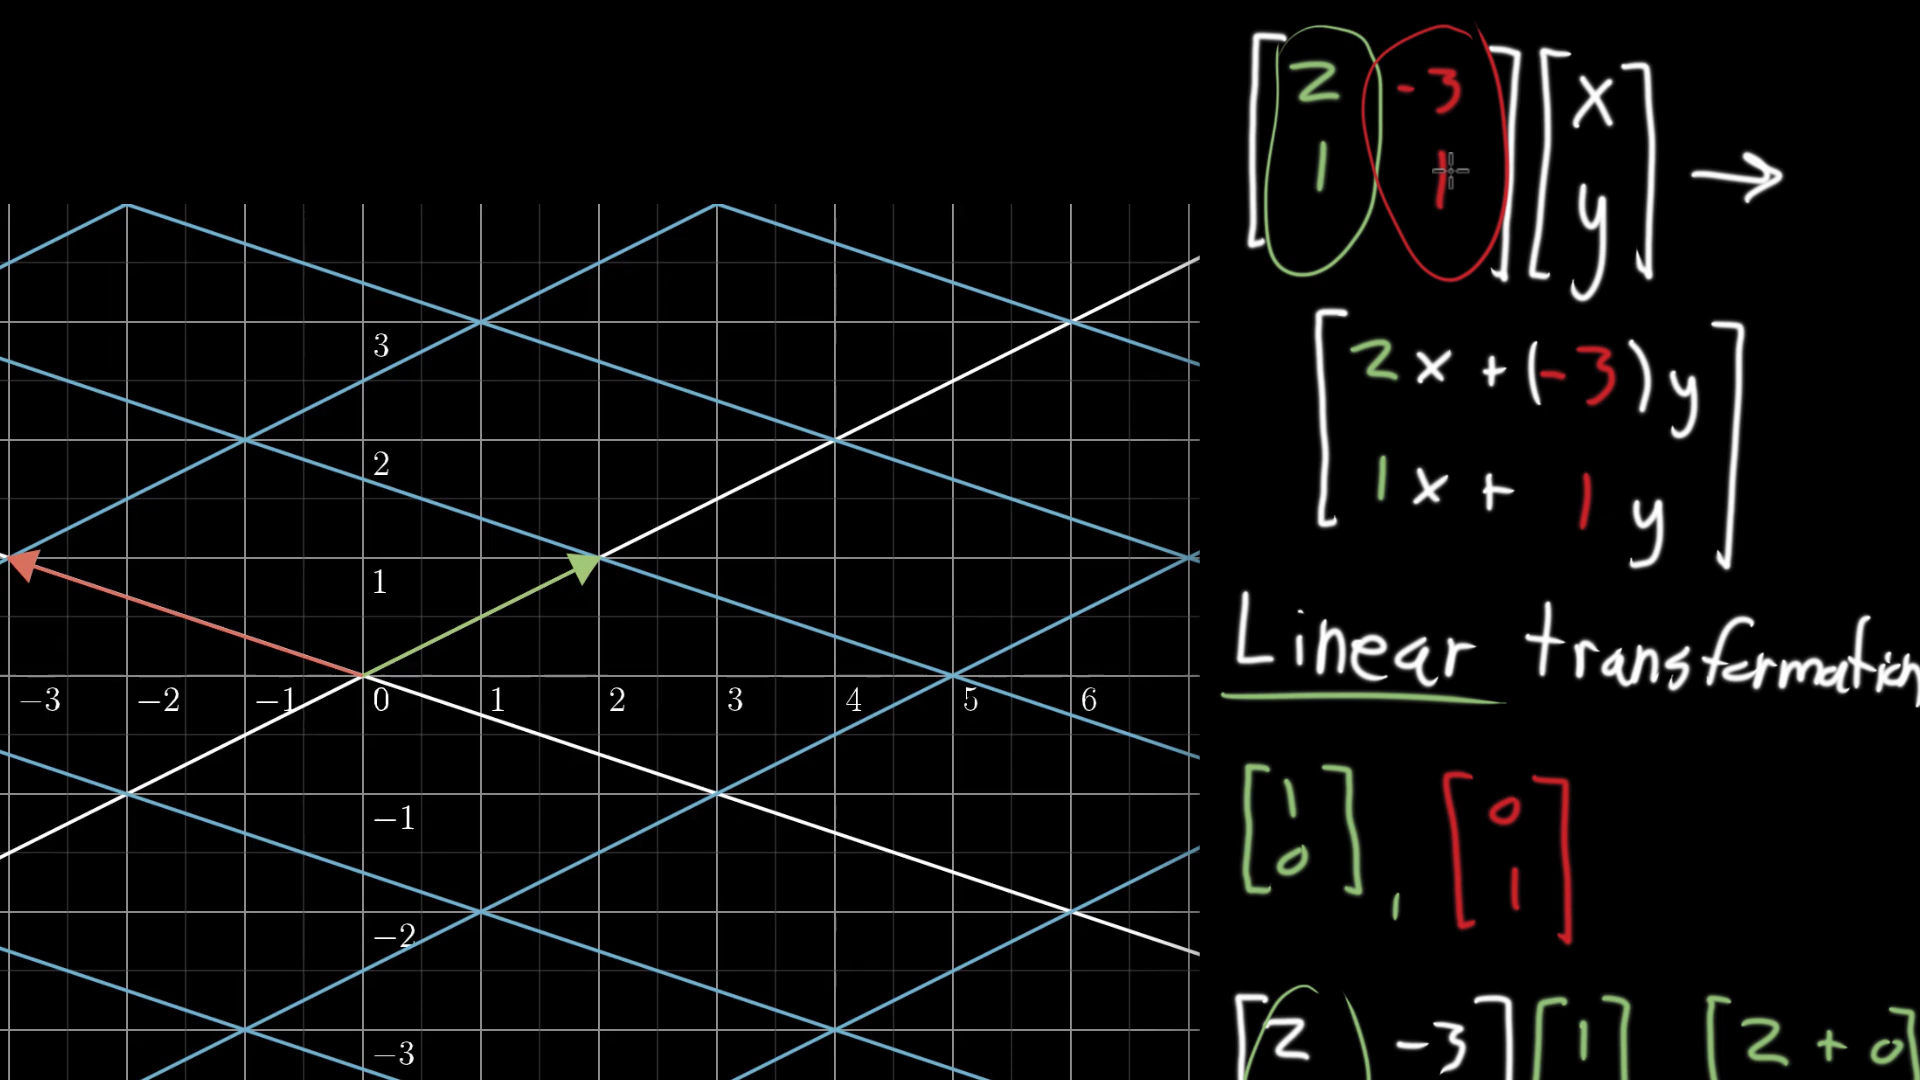 3
2
1
−3 −2 −1 0 1 2 3 4 5 6
−1
−2
−3
[2 -3] [x]
[1 1] [y] →
[2x + (-3)y]
[1x + 1y]
Linear transformation
[1] , [0]
[0] [1]
[2 -3] [1] [2 + 0]